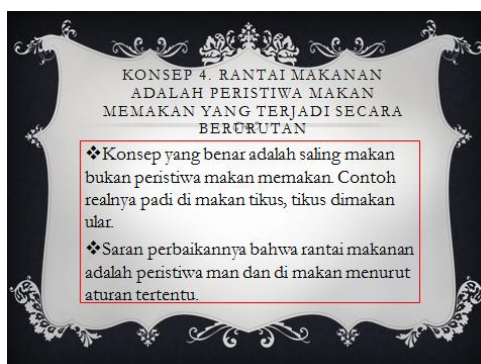 KONSEP 4. RANTAI MAKANAN
ADALAH PERISTIWA MAKAN
MEMAKAN YANG TERJADI SECARA
BERURUTAN
❖Konsep yang benar adalah saling makan
bukan peristiwa makan memakan. Contoh
realnya padi di makan tikus, tikus dimakan
ular.
❖Saran perbaikannya bahwa rantai makanan
adalah peristiwa man dan di makan menurut
aturan tertentu.